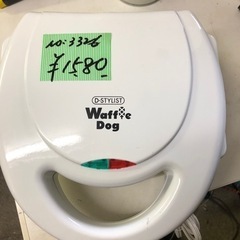 no:3326
¥1580-
D-STYLIST
Waffle
Dog